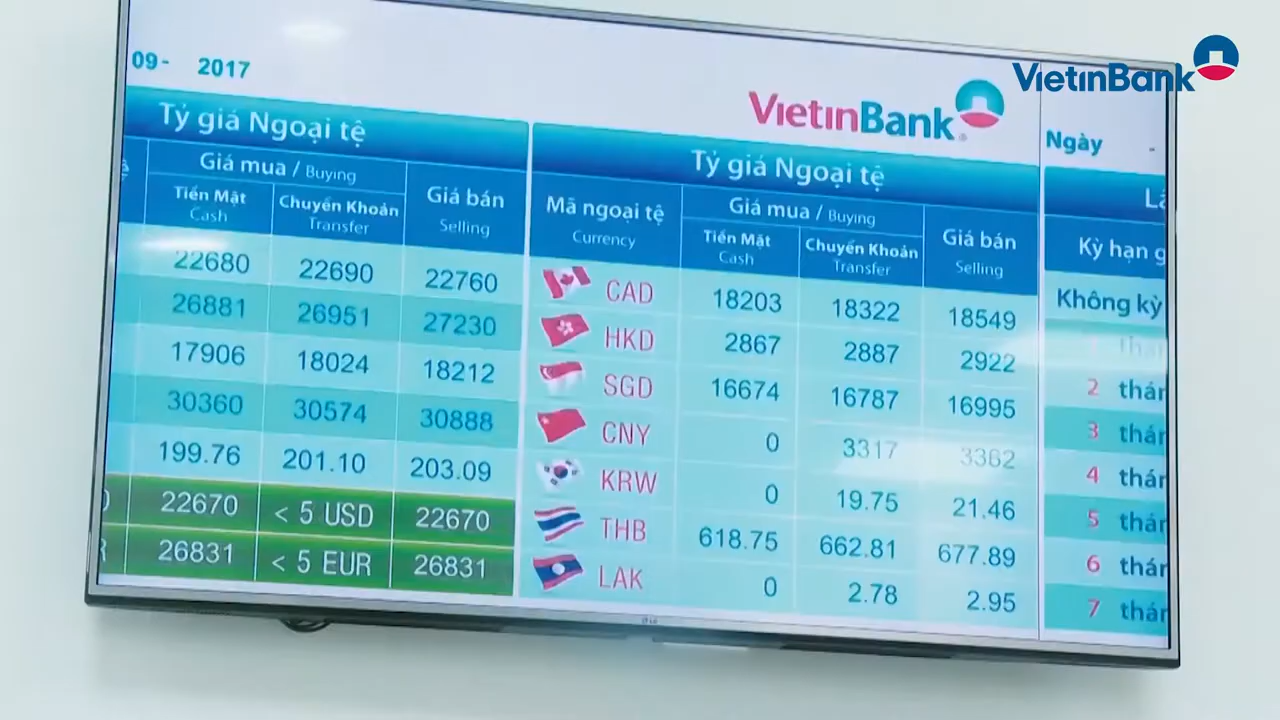 VietinBank
09- 2017
VietinBank
Tỷ giá Ngoại tệ
Giá mua / Buying
Giá bán
Tiền Mặt
Chuyển Khoản
Cash
Transfer
Selling
22680 22690 22760
26881 26951 27230
17906 18024 18212
30360 30574 30888
199.76 201.10 203.09
22670 < 5 USD 22670
26831 < 5 EUR 26831
Tỷ giá Ngoại tệ
Mã ngoại tệ
Giá mua / Buying
Giá bán
Currency
Tiền Mặt
Chuyển Khoản
Cash
Transfer
Selling
CAD 18203 18322 18549
HKD 2867 2887 2922
SGD 16674 16787 16995
CNY 0 3317 3362
KRW 0 19.75 21.46
THB 618.75 662.81 677.89
LAK 0 2.78 2.95
Ngày -
Kỳ hạn
Không kỳ
2
3
4
5
6
7
LG